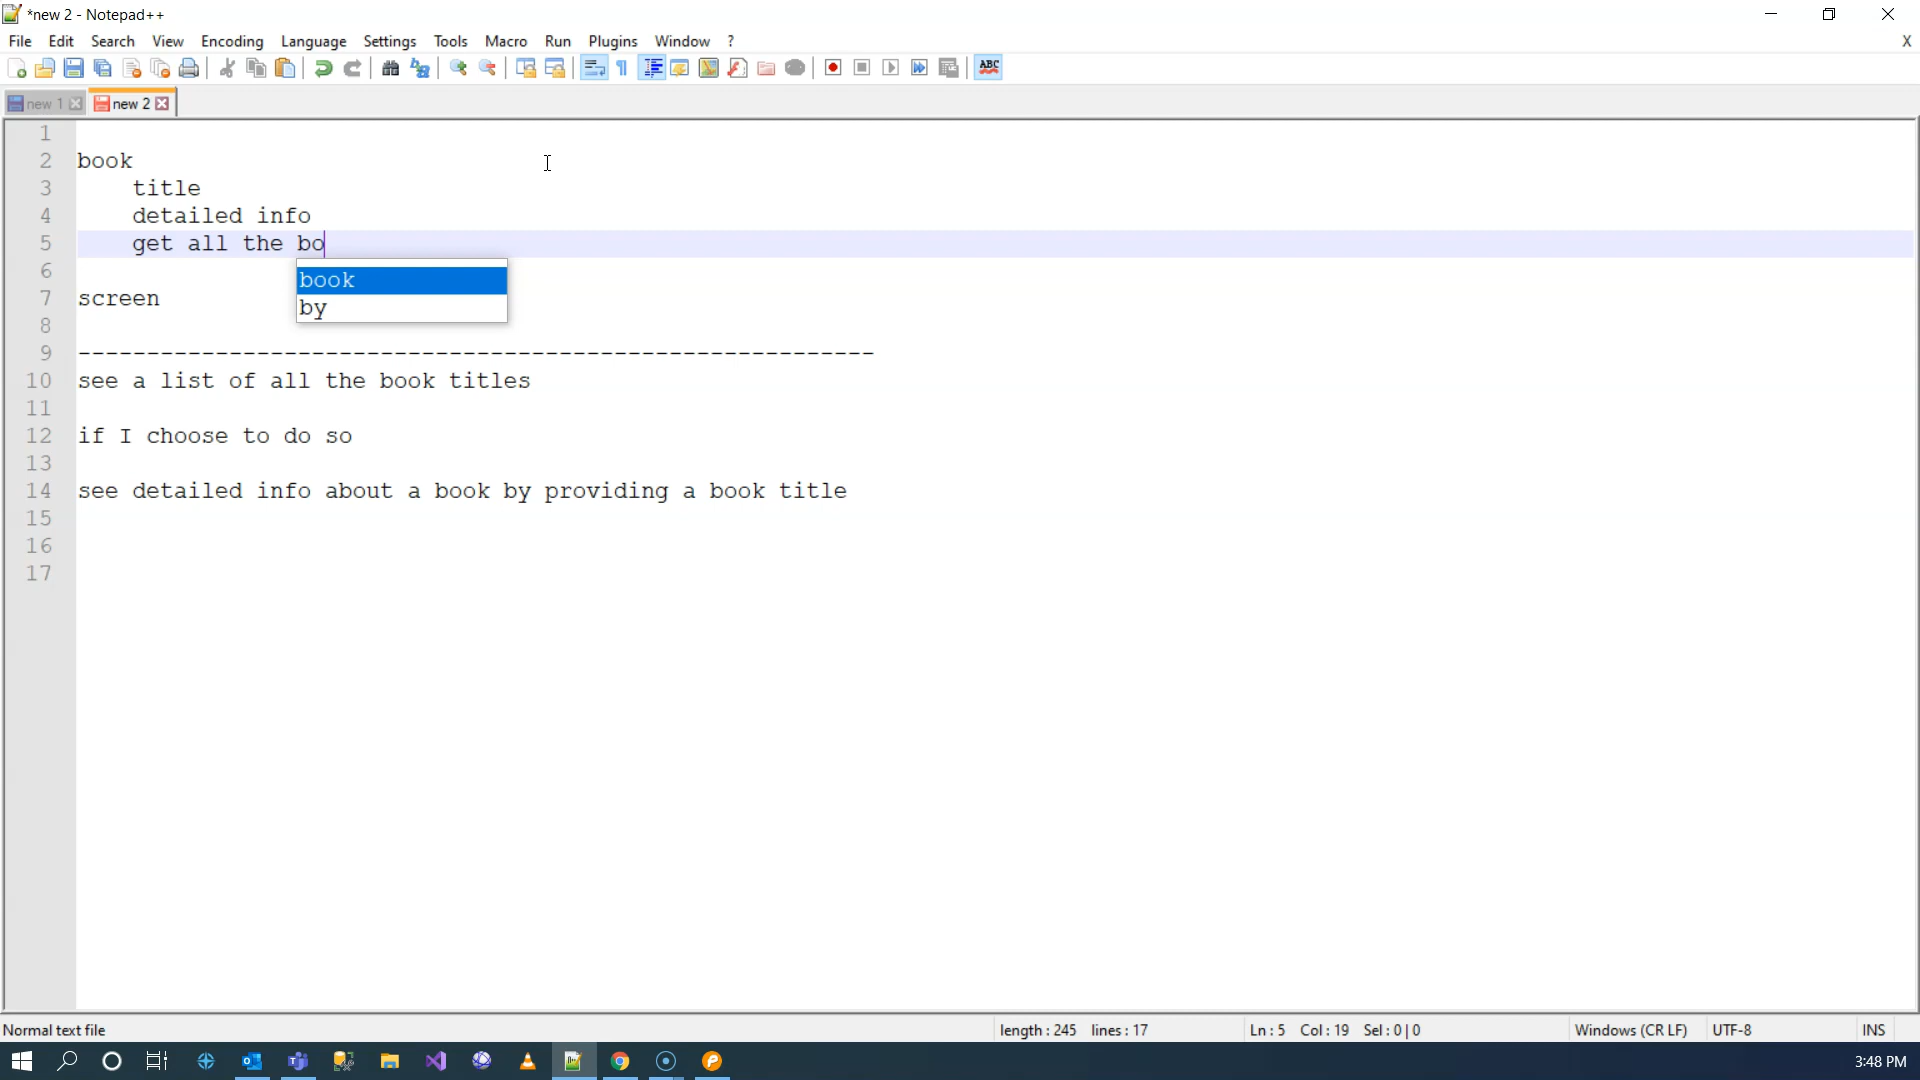 *new 2 - Notepad++
File Edit Search View Encoding Language Settings Tools Macro Run Plugins Window ? X
ABC
new 1 new 2
1
2 book
3 title
4 detailed info
5 get all the bo
6 book
7 screen by
8
9 ----------------------------------------------------------
10 see a list of all the book titles
11
12 if I choose to do so
13
14 see detailed info about a book by providing a book title
15
16
17
Normal text file length : 245 lines : 17 Ln : 5 Col : 19 Sel : 0 | 0 Windows (CR LF) UTF-8 INS
3:48 PM